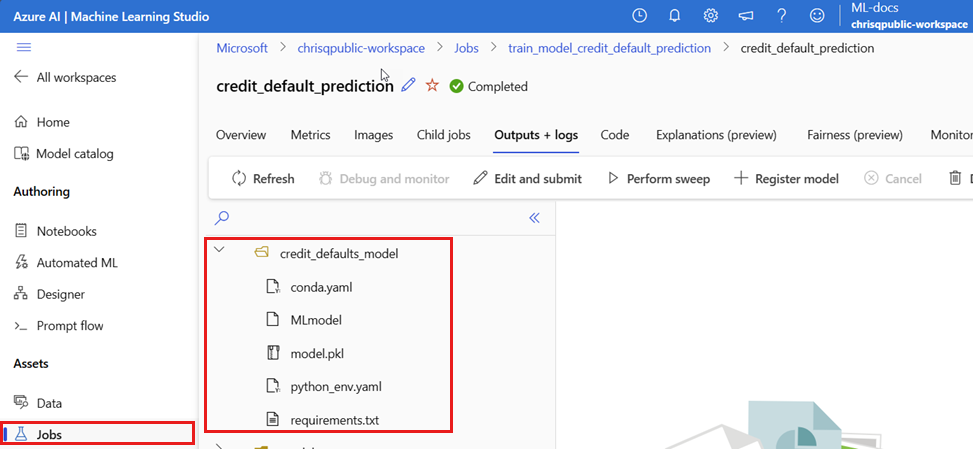 Azure AI | Machine Learning Studio
ML-docs
chrisqpublic-workspace
Microsoft > chrisqpublic-workspace > Jobs > train_model_credit_default_prediction > credit_default_prediction
All workspaces
Home
Model catalog
Authoring
Notebooks
Automated ML
Designer
Prompt flow
Assets
Data
Jobs
credit_default_prediction Completed
Overview Metrics Images Child jobs Outputs + logs Code Explanations (preview) Fairness (preview) Monitor
Refresh Debug and monitor Edit and submit Perform sweep Register model Cancel
credit_defaults_model
conda.yaml
MLmodel
model.pkl
python_env.yaml
requirements.txt